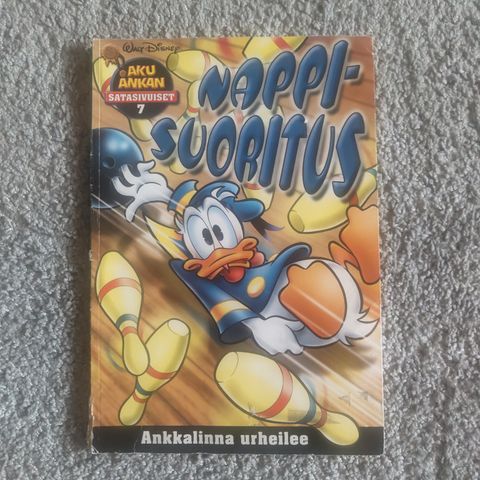 Walt Disney
AKU
ANKAN
SATASIVUISET
7
NAPPI-
SUORITUS
Ankkalinna urheilee